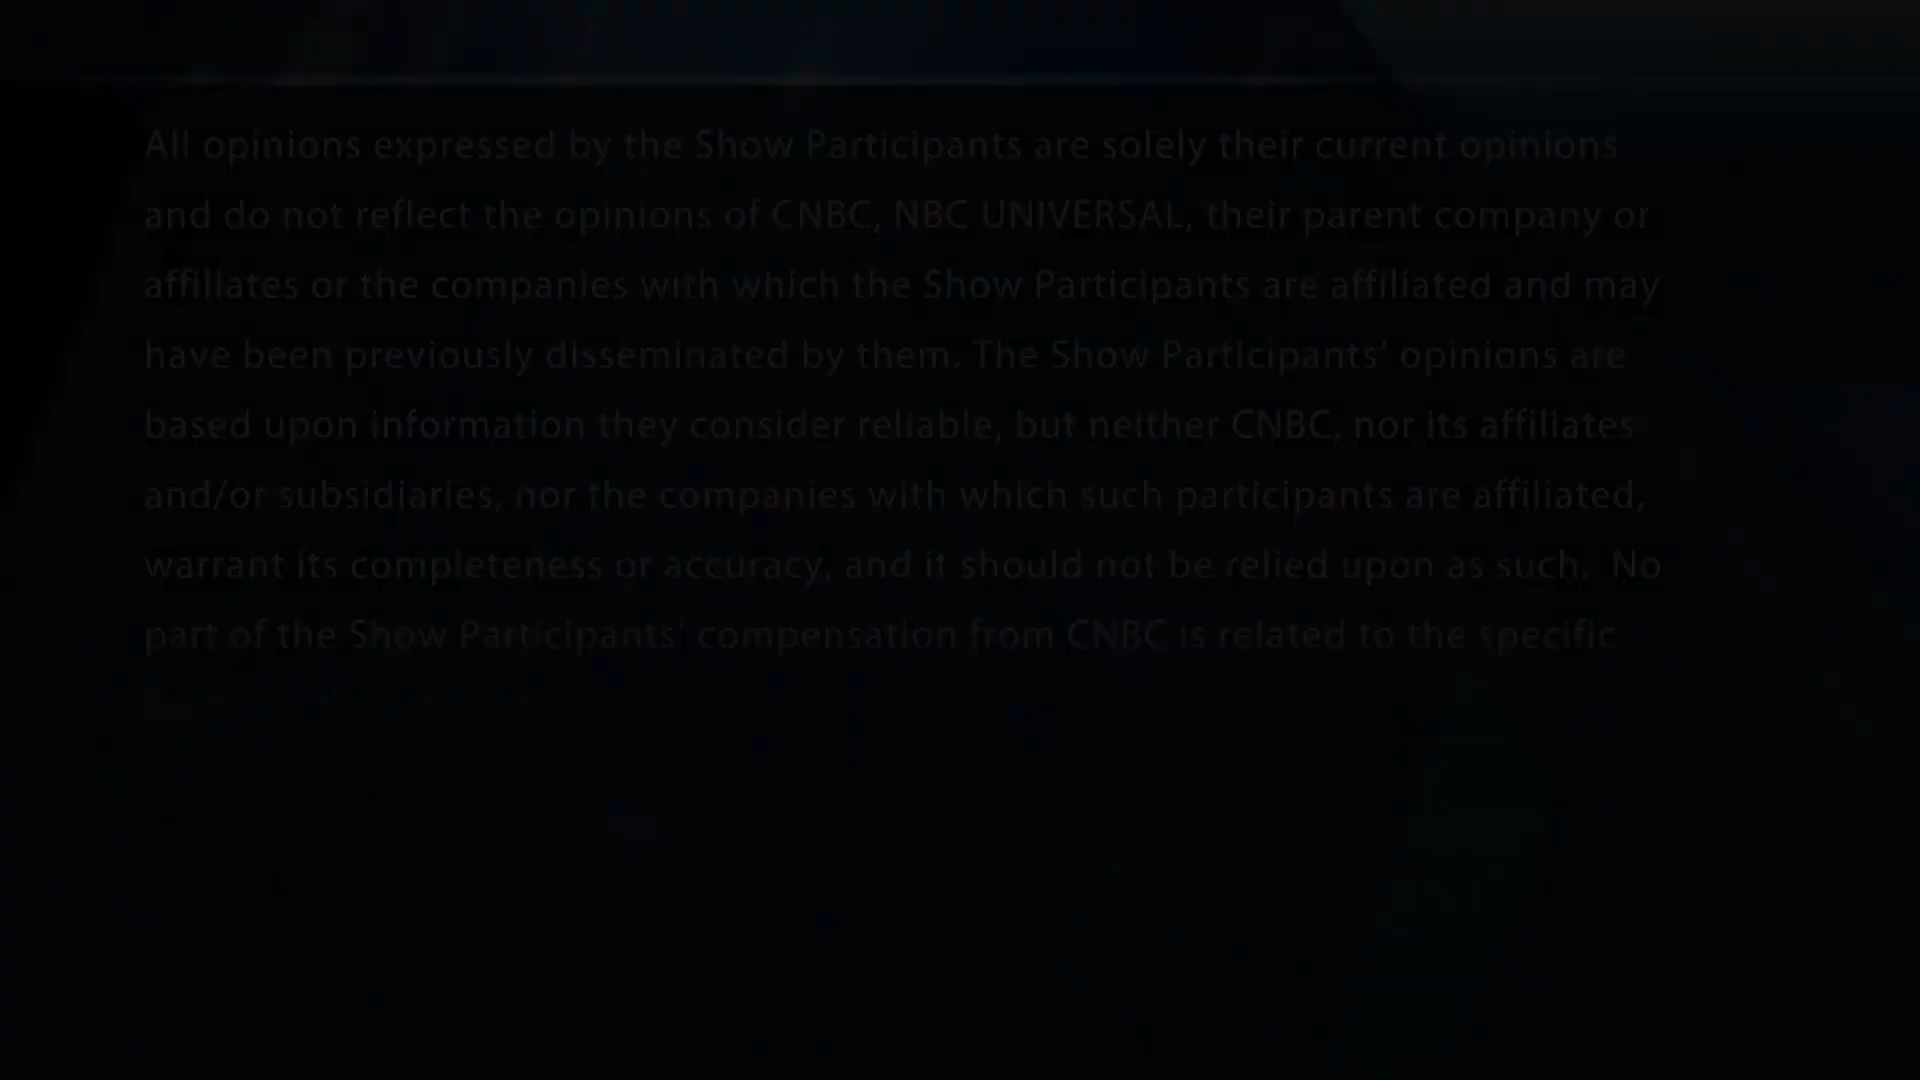 All opinions expressed by the Show Participants are solely their current opinions
and do not reflect the opinions of CNBC, NBC UNIVERSAL, their parent company or
affiliates or the companies with which the Show Participants are affiliated and may
have been previously disseminated by them. The Show Participants’ opinions are
based upon information they consider reliable, but neither CNBC, nor its affiliates
and/or subsidiaries, nor the companies with which such participants are affiliated,
warrant its completeness or accuracy, and it should not be relied upon as such.  No
part of the Show Participants’ compensation from CNBC is related to the specific